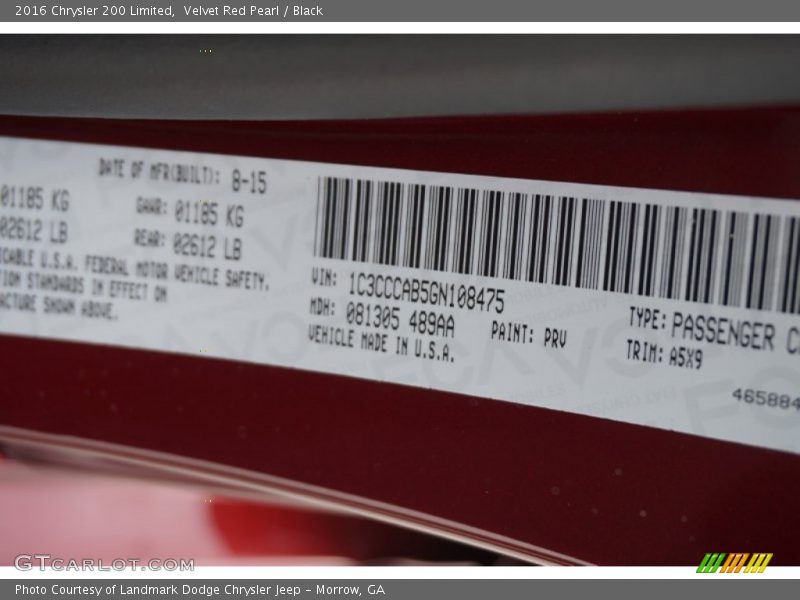 2016 Chrysler 200 Limited, Velvet Red Pearl / Black
DATE OF MFR(BUILT): 8-15
01185 KG GAWR: 01185 KG
02612 LB REAR: 02612 LB
ICABLE U.S.A. FEDERAL MOTOR VEHICLE SAFETY.
TION STANDARDS IN EFFECT ON
ACTURE SHOWN ABOVE.
VIN: 1C3CCCAB5GN108475
MDH: 081305 489AA PAINT: PRV
VEHICLE MADE IN U.S.A.
TYPE: PASSENGER C
TRIM: A5X9
465884
GTCARLOT.COM
Photo Courtesy of Landmark Dodge Chrysler Jeep – Morrow, GA